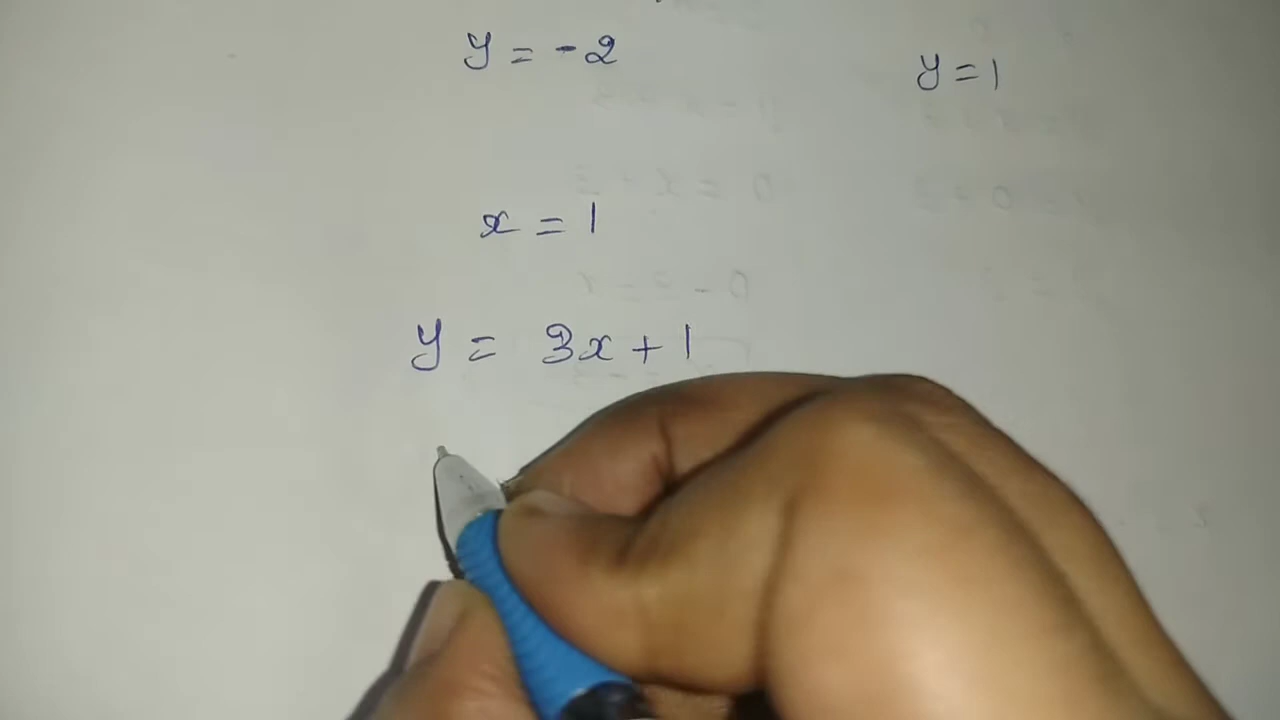 y = -2
y = 1
x = 1
y = 3x + 1